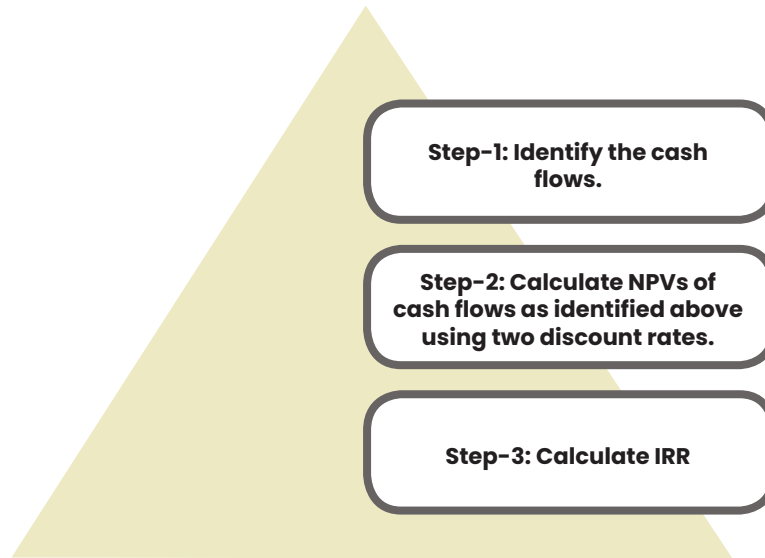 Step-1: Identify the cash
flows.
Step-2: Calculate NPVs of
cash flows as identified above
using two discount rates.
Step-3: Calculate IRR